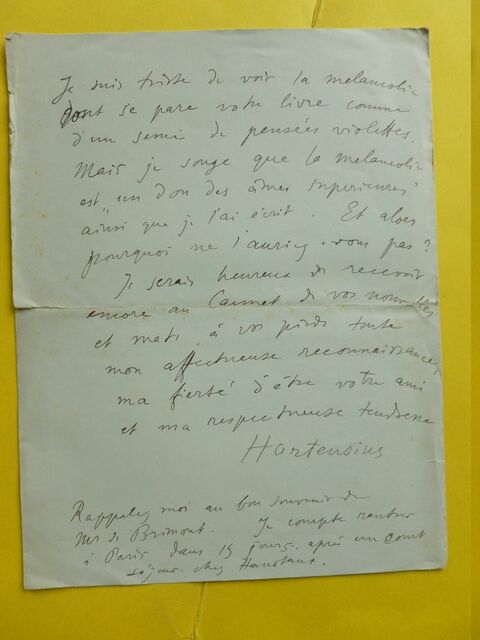 Je suis triste de voir la melancolie
dont se pare votre livre comme
d'un semis de pensées violettes.
Mais je songe que la melancolie
est "un don des âmes superieures"
ainsi que je l'ai écrit. Et alors
pourquoi ne l'auriez-vous pas ?
Je serais heureux de recevoir
encore au Cannet de vos nouvelles
et mets à vos pieds toute
mon affectueuse reconnaissance,
ma fierté d'être votre ami
et ma respectueuse tendresse
Hortensius
Rappelez moi au bon souvenir de
Mr de Brimont. Je compte rentrer
à Paris dans 15 jours. après un court
séjour chez Hanotaux.